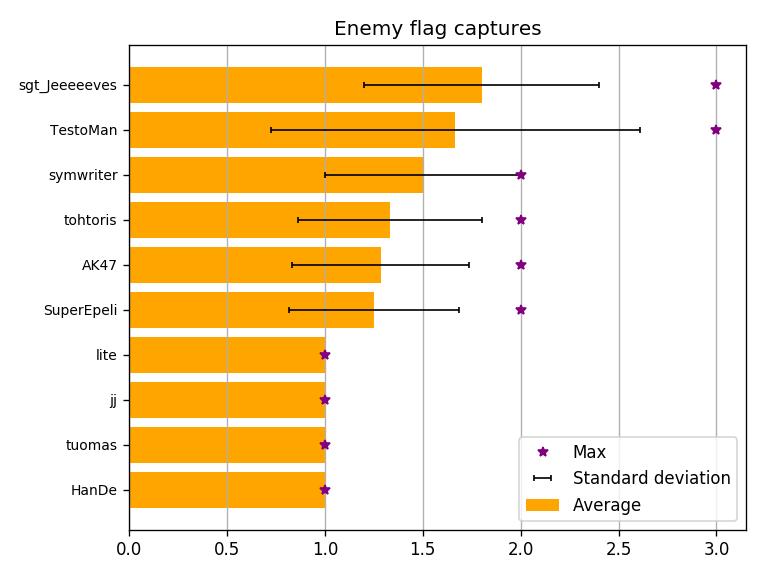 Enemy flag captures
sgt_Jeeeeeves
TestoMan
symwriter
tohtoris
AK47
SuperEpeli
lite
jj
tuomas
HanDe
Max
Standard deviation
Average
0.0 0.5 1.0 1.5 2.0 2.5 3.0